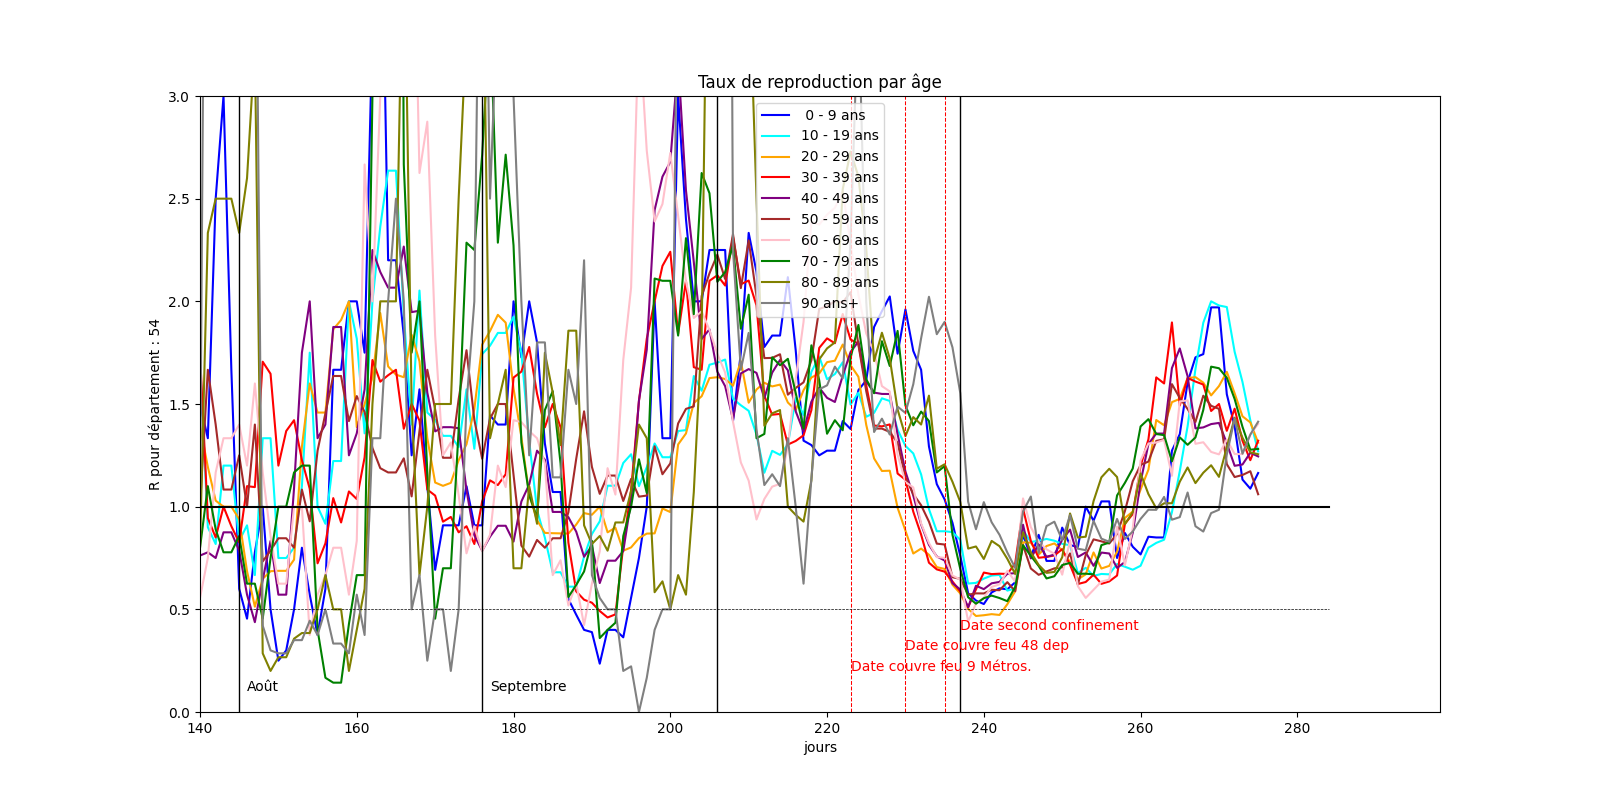 Taux de reproduction par âge
R pour département : 54
3.0
2.5
2.0
1.5
1.0
0.5
0.0
0 - 9 ans
10 - 19 ans
20 - 29 ans
30 - 39 ans
40 - 49 ans
50 - 59 ans
60 - 69 ans
70 - 79 ans
80 - 89 ans
90 ans+
Date second confinement
Date couvre feu 48 dep
Date couvre feu 9 Métros.
Août
Septembre
140 160 180 200 220 240 260 280
jours